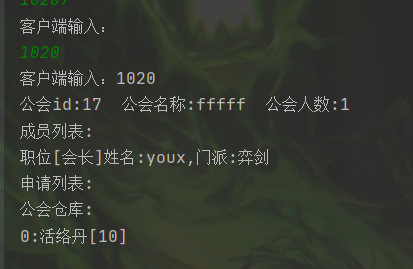 10207
客户端输入:
1020
客户端输入：1020
公会id:17  公会名称:fffff  公会人数:1
成员列表:
职位[会长]姓名:youx,门派:弈剑
申请列表:
公会仓库:
0:活络丹[10]